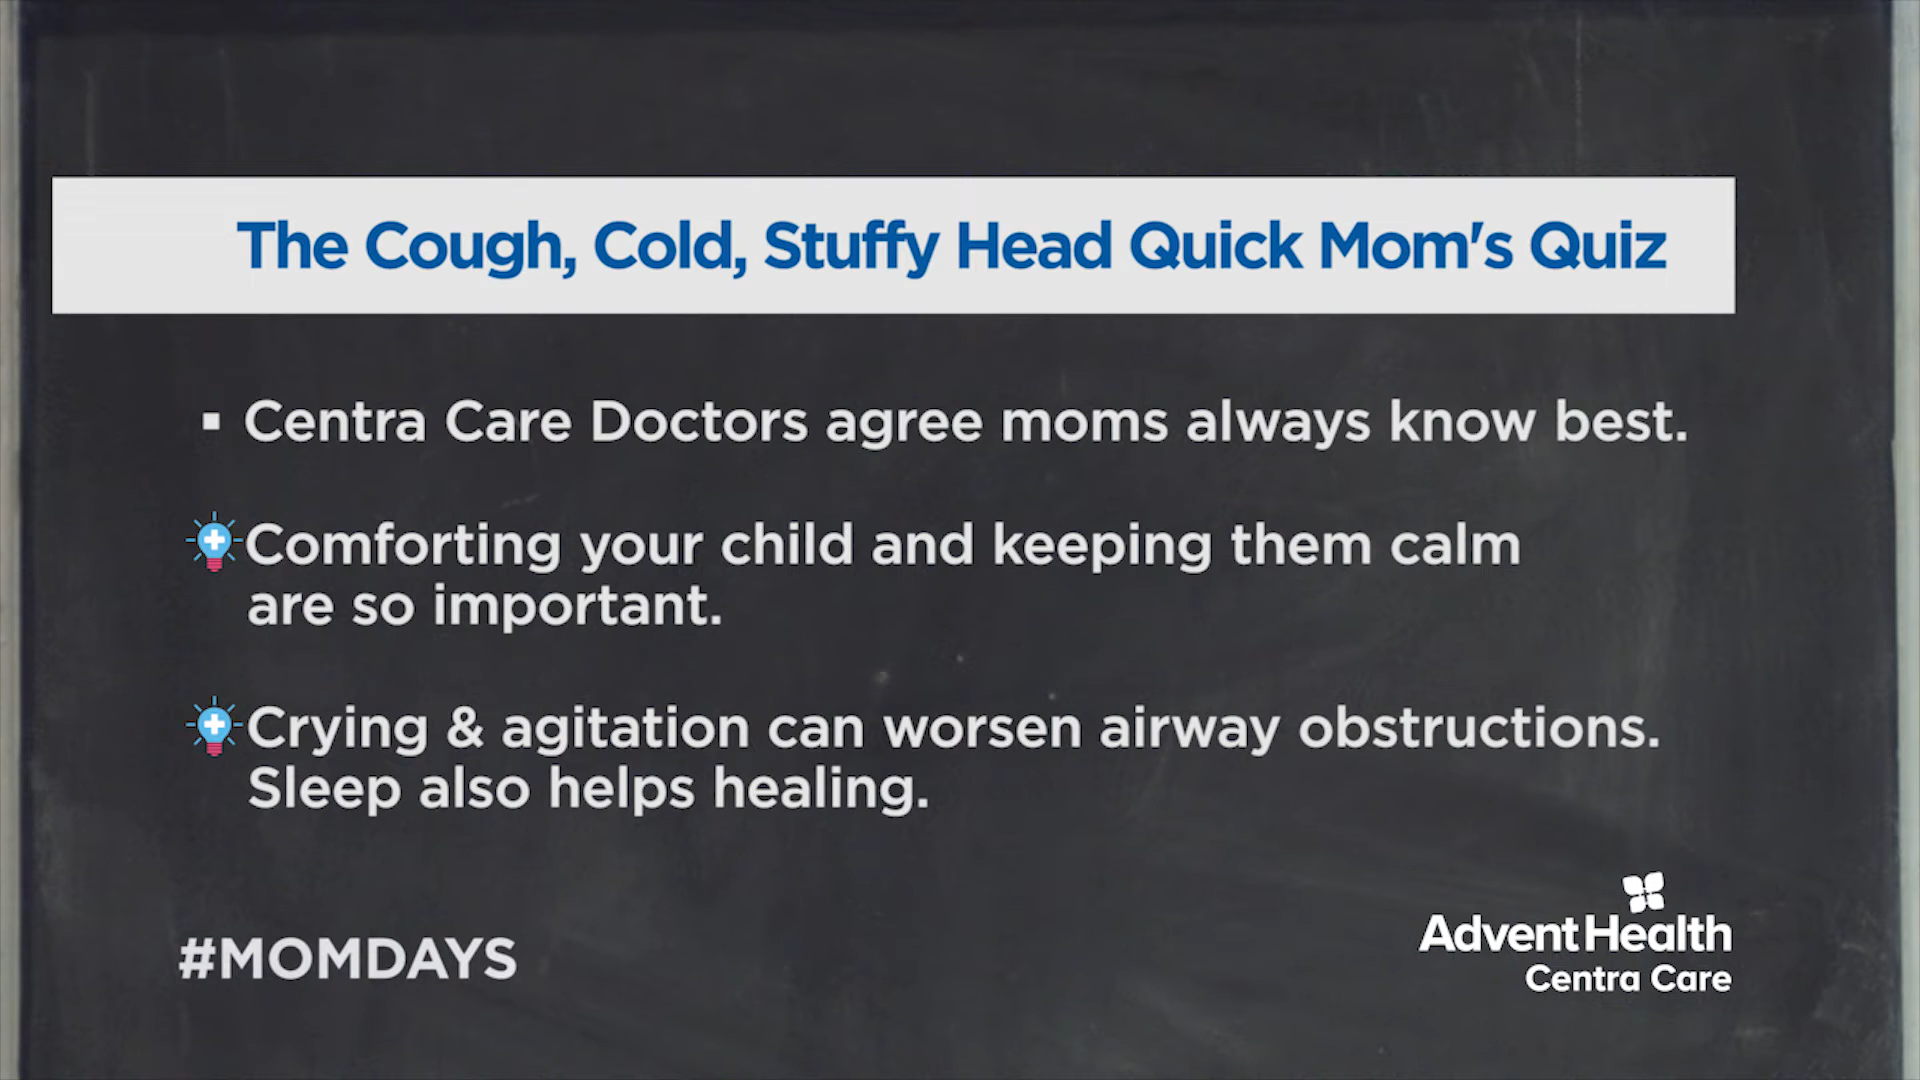 The Cough, Cold, Stuffy Head Quick Mom's Quiz
▪ Centra Care Doctors agree moms always know best.
Comforting your child and keeping them calm
are so important.
Crying & agitation can worsen airway obstructions.
Sleep also helps healing.
#MOMDAYS
AdventHealth
Centra Care